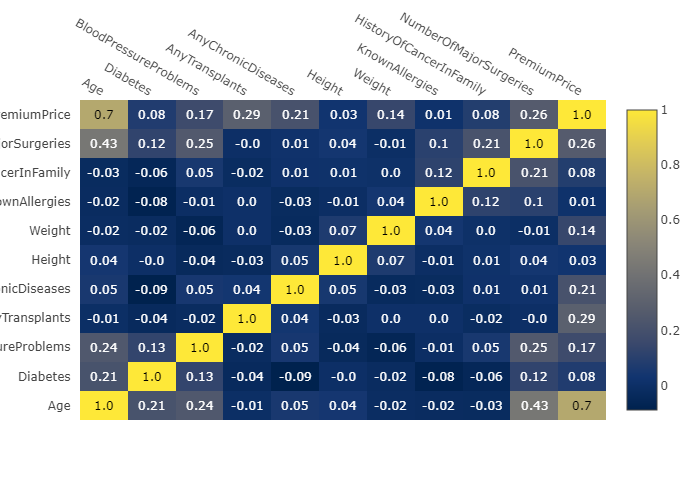 Age Diabetes BloodPressureProblems AnyTransplants AnyChronicDiseases Height Weight KnownAllergies HistoryOfCancerInFamily NumberOfMajorSurgeries PremiumPrice
remiumPrice 0.7 0.08 0.17 0.29 0.21 0.03 0.14 0.01 0.08 0.26 1.0
orSurgeries 0.43 0.12 0.25 -0.0 0.01 0.04 -0.01 0.1 0.21 1.0 0.26
cerInFamily -0.03 -0.06 0.05 -0.02 0.01 0.01 0.0 0.12 1.0 0.21 0.08
wnAllergies -0.02 -0.08 -0.01 0.0 -0.03 -0.01 0.04 1.0 0.12 0.1 0.01
Weight -0.02 -0.02 -0.06 0.0 -0.03 0.07 1.0 0.04 0.0 -0.01 0.14
Height 0.04 -0.0 -0.04 -0.03 0.05 1.0 0.07 -0.01 0.01 0.04 0.03
nicDiseases 0.05 -0.09 0.05 0.04 1.0 0.05 -0.03 -0.03 0.01 0.01 0.21
yTransplants -0.01 -0.04 -0.02 1.0 0.04 -0.03 0.0 0.0 -0.02 -0.0 0.29
ureProblems 0.24 0.13 1.0 -0.02 0.05 -0.04 -0.06 -0.01 0.05 0.25 0.17
Diabetes 0.21 1.0 0.13 -0.04 -0.09 -0.0 -0.02 -0.08 -0.06 0.12 0.08
Age 1.0 0.21 0.24 -0.01 0.05 0.04 -0.02 -0.02 -0.03 0.43 0.7
1
0.8
0.6
0.4
0.2
0